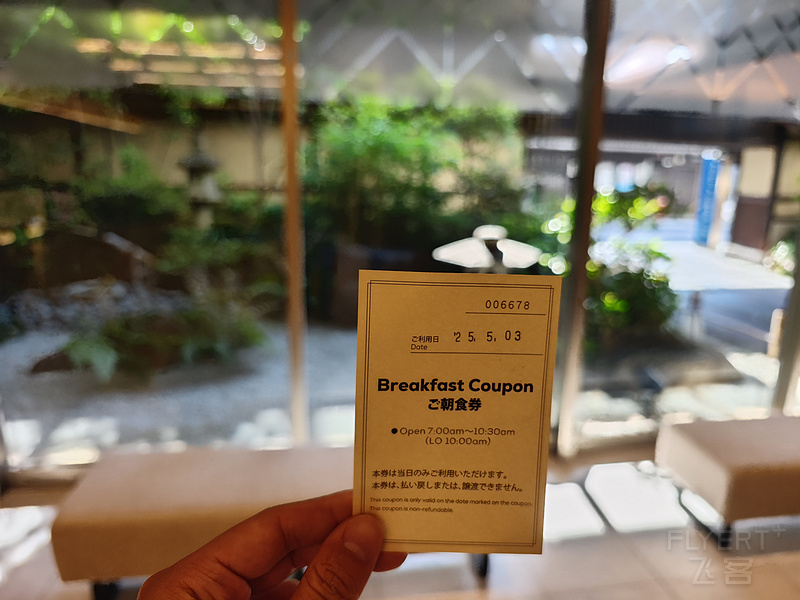 006678
ご利用日
Date
'25. 5. 03
Breakfast Coupon
ご朝食券
●Open 7:00am〜10:30am
(LO 10:00am)
本券は当日のみご利用いただけます。
本券は、払い戻しまたは、譲渡できません。
This coupon is only valid on the date marked on the coupon.
This coupon is non-refundable.
FLYERT+
飞客